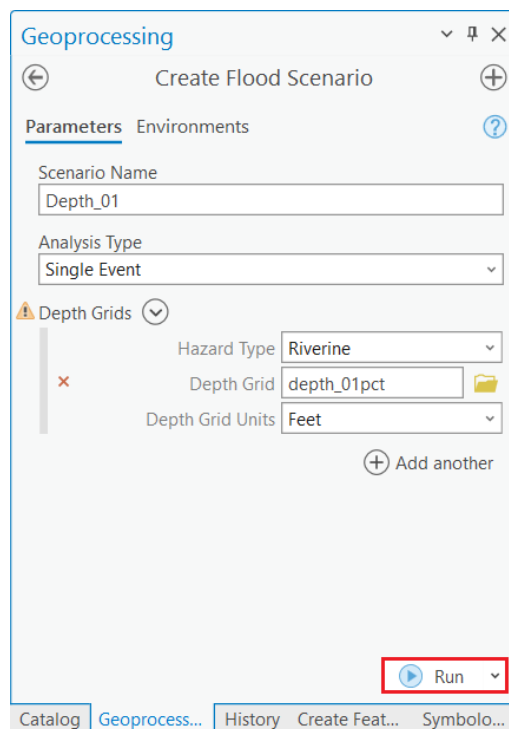 Geoprocessing
Create Flood Scenario
Parameters Environments
Scenario Name
Depth_01
Analysis Type
Single Event
Depth Grids
Hazard Type Riverine
Depth Grid depth_01pct
Depth Grid Units Feet
Add another
Run
Catalog Geoprocess... History Create Feat... Symbolo...